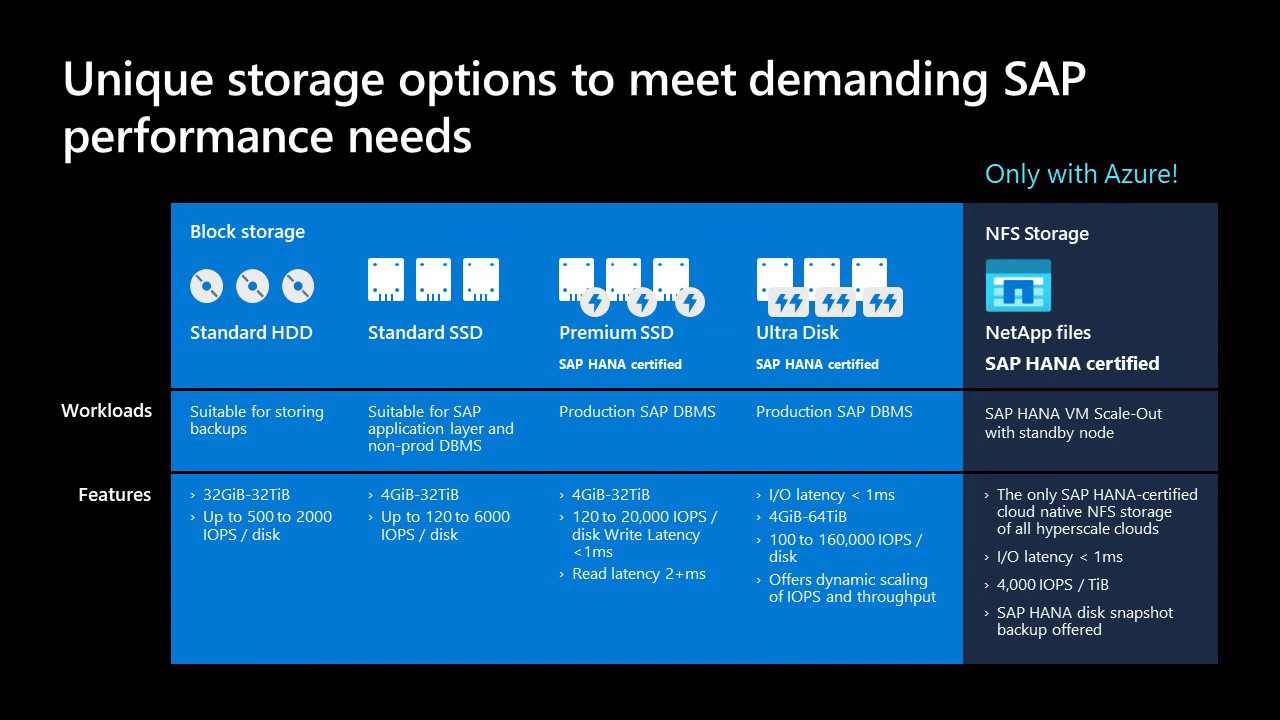 Unique storage options to meet demanding SAP
performance needs
Only with Azure!
Block storage
NFS Storage
Standard HDD
Standard SSD
Premium SSD
Ultra Disk
NetApp files
SAP HANA certified
SAP HANA certified
SAP HANA certified
Workloads
Suitable for storing
backups
Suitable for SAP
application layer and
non-prod DBMS
Production SAP DBMS
Production SAP DBMS
SAP HANA VM Scale-Out
with standby node
Features
› 32GiB-32TiB
› Up to 500 to 2000
IOPS / disk
› 4GiB-32TiB
› Up to 120 to 6000
IOPS / disk
› 4GiB-32TiB
› 120 to 20,000 IOPS /
disk Write Latency
<1ms
› Read latency 2+ms
› I/O latency < 1ms
› 4GiB-64TiB
› 100 to 160,000 IOPS /
disk
› Offers dynamic scaling
of IOPS and throughput
› The only SAP HANA-certified
cloud native NFS storage
of all hyperscale clouds
› I/O latency < 1ms
› 4,000 IOPS / TiB
› SAP HANA disk snapshot
backup offered